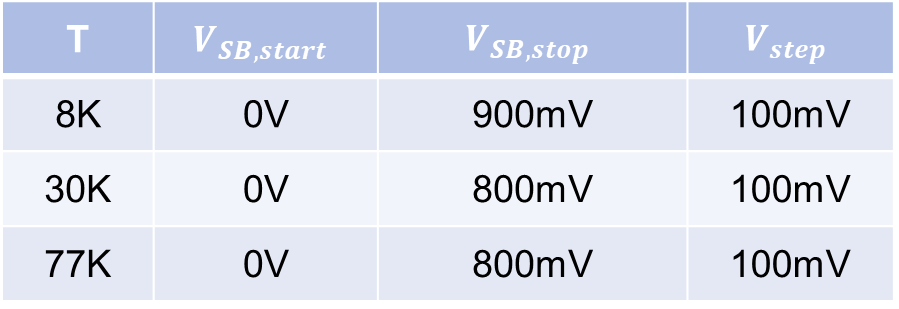 T V_SB,start V_SB,stop V_step
8K 0V 900mV 100mV
30K 0V 800mV 100mV
77K 0V 800mV 100mV